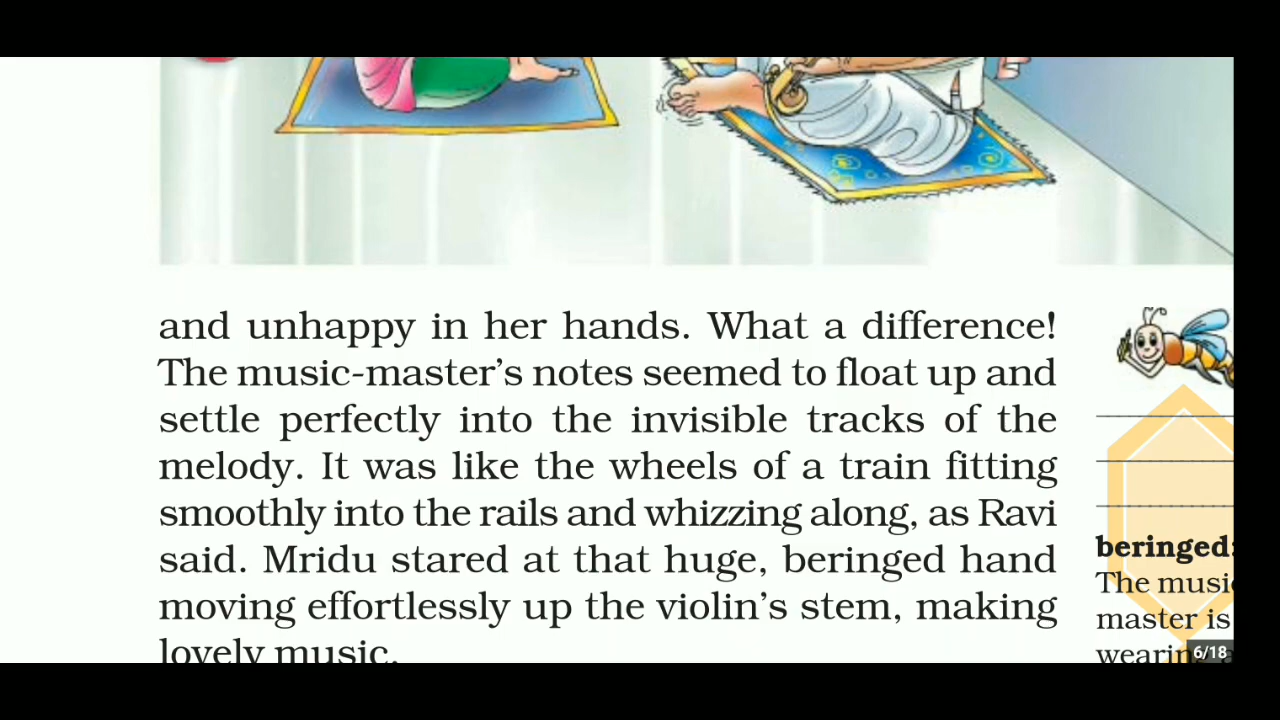 and unhappy in her hands. What a difference!
The music-master's notes seemed to float up and
settle perfectly into the invisible tracks of the
melody. It was like the wheels of a train fitting
smoothly into the rails and whizzing along, as Ravi
said. Mridu stared at that huge, beringed hand
moving effortlessly up the violin's stem, making
lovely music.
beringed:
The
master is
6/18